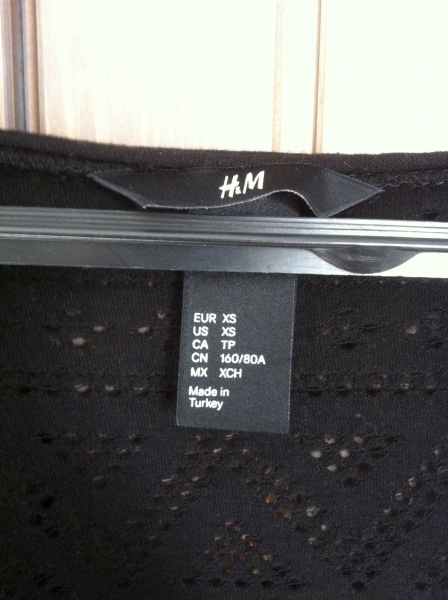 H&M
EUR XS
US XS
CA TP
CN 160/80A
MX XCH
Made in
Turkey